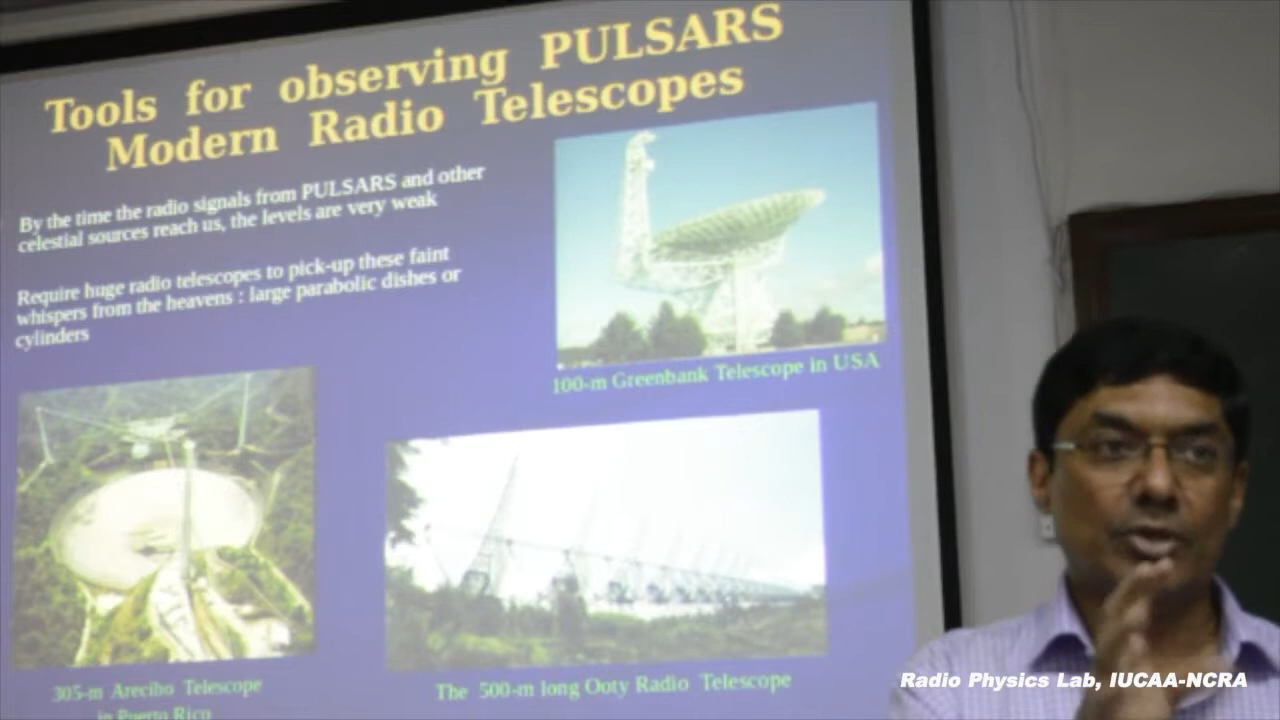 Tools for observing PULSARS
Modern Radio Telescopes
By the time the radio signals from PULSARS and other
celestial sources reach us, the levels are very weak
Require huge radio telescopes to pick-up these faint
whispers from the heavens : large parabolic dishes or
cylinders
100-m Greenbank Telescope in USA
305-m Arecibo Telescope
in Puerto Rico
The 500-m long Ooty Radio Telescope
Radio Physics Lab, IUCAA-NCRA